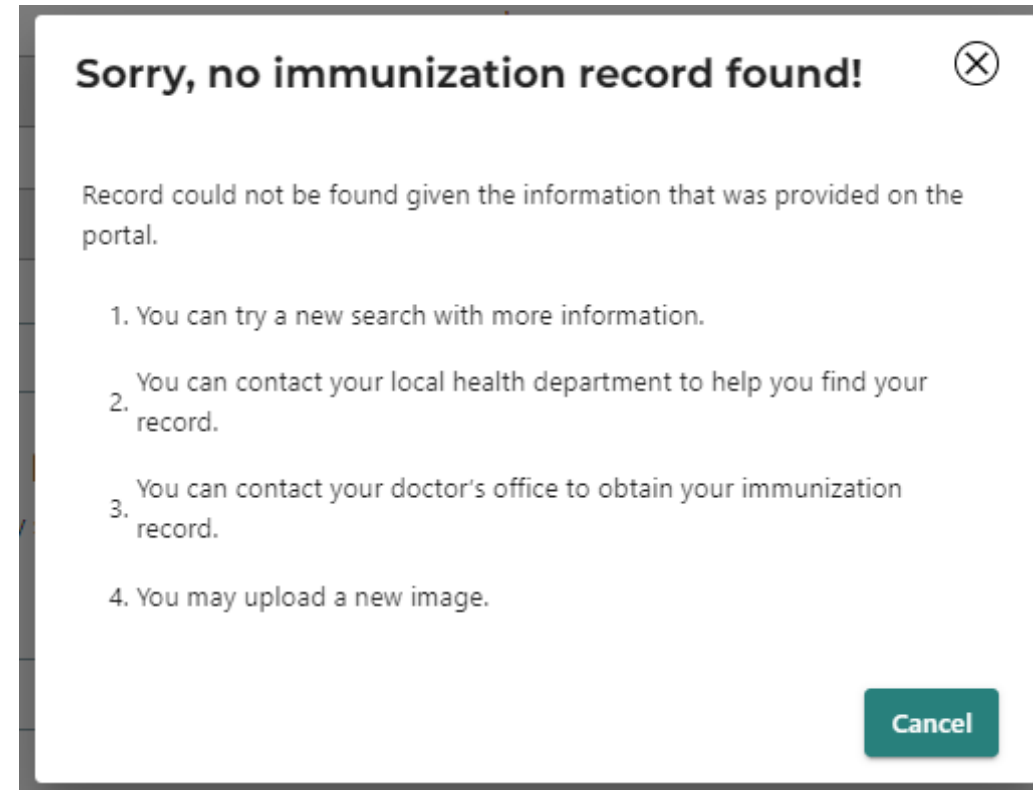 Sorry, no immunization record found!
Record could not be found given the information that was provided on the
portal.
1. You can try a new search with more information.
2. You can contact your local health department to help you find your
record.
3. You can contact your doctor's office to obtain your immunization
record.
4. You may upload a new image.
Cancel